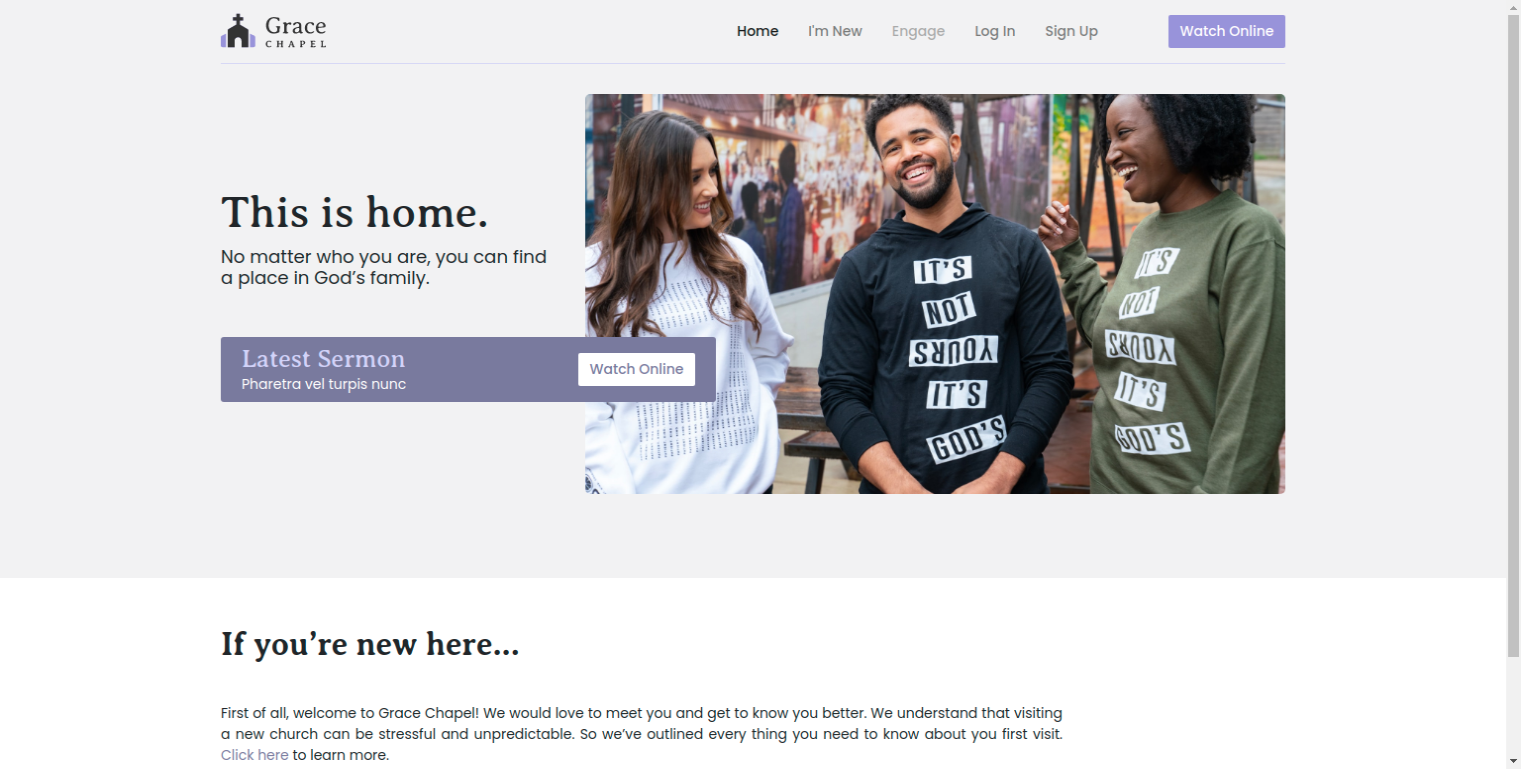 Grace
CHAPEL
Home
I'm New
Engage
Log In
Sign Up
Watch Online
This is home.
No matter who you are, you can find
a place in God's family.
Latest Sermon
Pharetra vel turpis nunc
Watch Online
IT'S
NOT
YOURS
IT'S
GOD'S
IT'S
NOT
YOURS
IT'S
GOD'S
If you're new here...
First of all, welcome to Grace Chapel! We would love to meet you and get to know you better. We understand that visiting
a new church can be stressful and unpredictable. So we've outlined every thing you need to know about you first visit.
Click here to learn more.